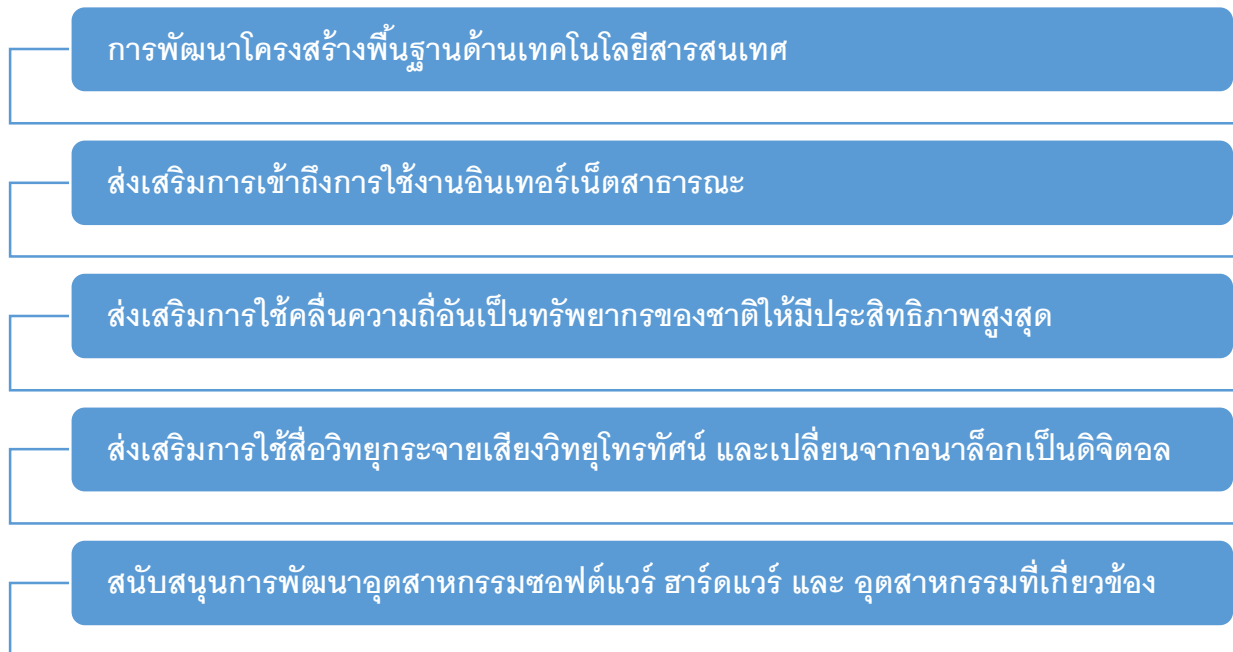 การพัฒนาโครงสร้างพื้นฐานด้านเทคโนโลยีสารสนเทศ
ส่งเสริมการเข้าถึงการใช้งานอินเทอร์เน็ตสาธารณะ
ส่งเสริมการใช้คลื่นความถี่อันเป็นทรัพยากรของชาติให้มีประสิทธิภาพสูงสุด
ส่งเสริมการใช้สื่อวิทยุกระจายเสียงวิทยุโทรทัศน์ และเปลี่ยนจากอนาล็อกเป็นดิจิตอล
สนับสนุนการพัฒนาอุตสาหกรรมซอฟต์แวร์ ฮาร์ดแวร์ และ อุตสาหกรรมที่เกี่ยวข้อง